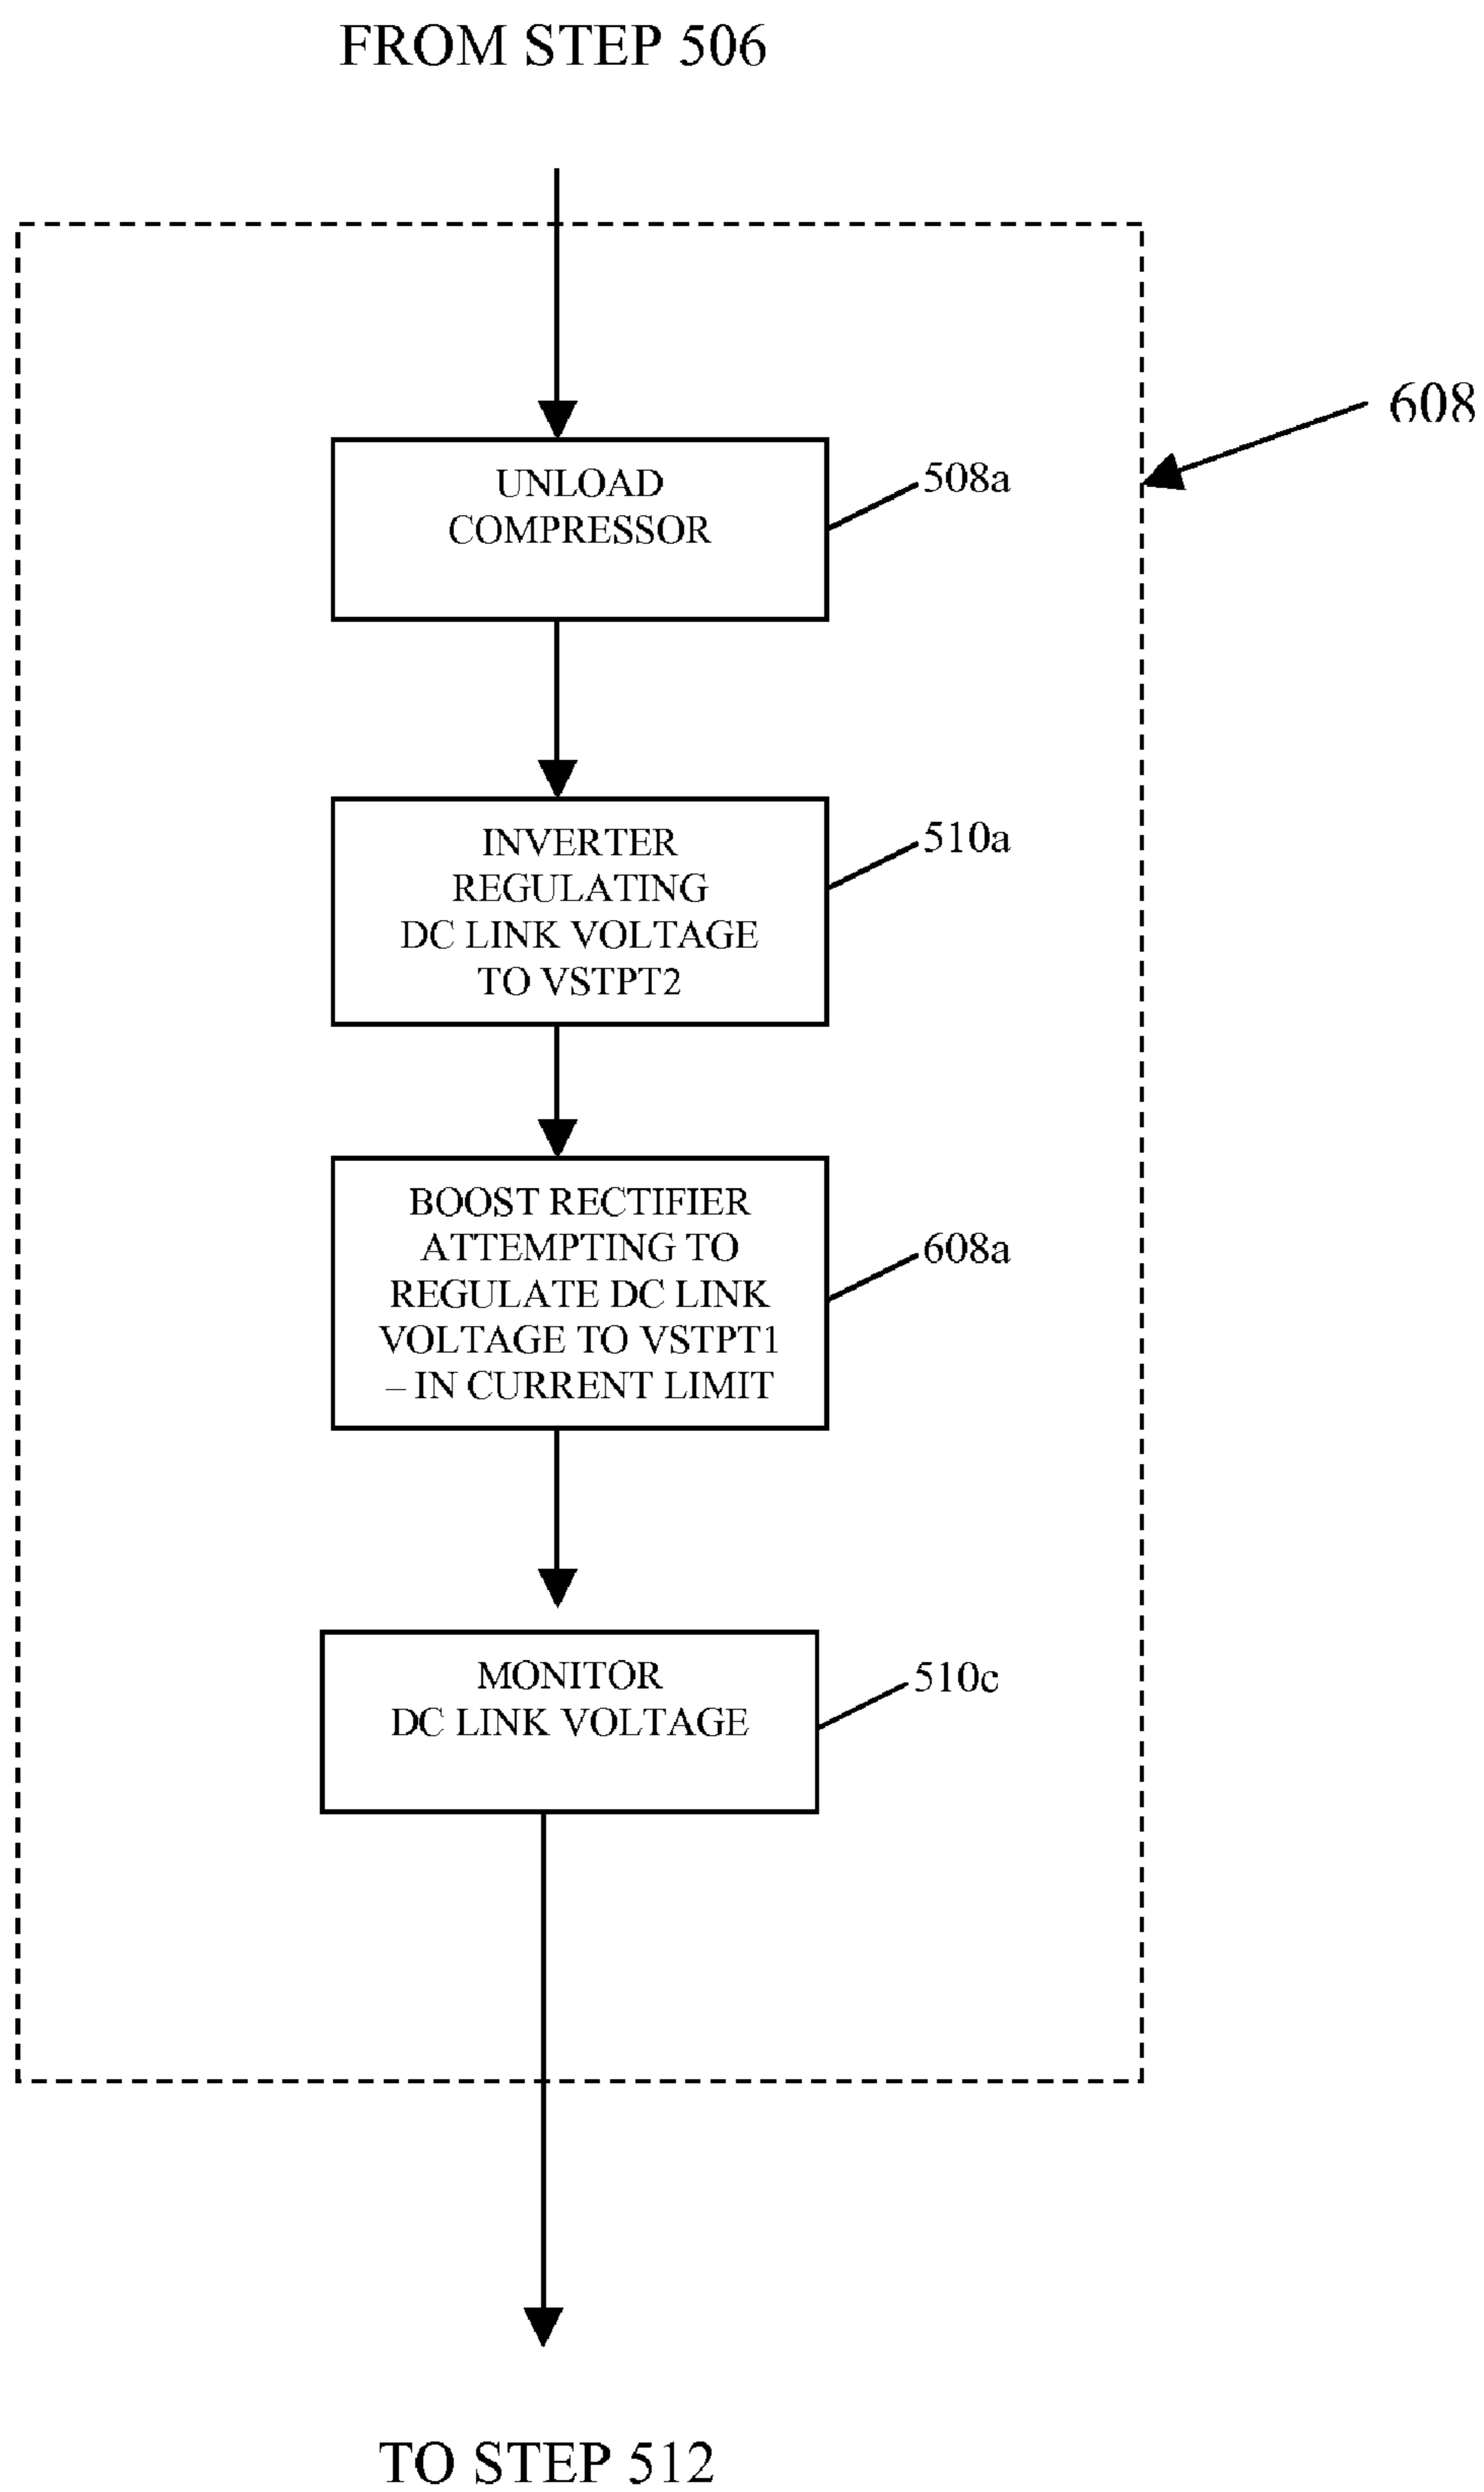 FROM STEP 506
608
UNLOAD
COMPRESSOR
508a
INVERTER
REGULATING
DC LINK VOLTAGE
TO VSTPT2
510a
BOOST RECTIFIER
ATTEMPTING TO
REGULATE DC LINK
VOLTAGE TO VSTPT1
– IN CURRENT LIMIT
608a
MONITOR
DC LINK VOLTAGE
510c
TO STEP 512